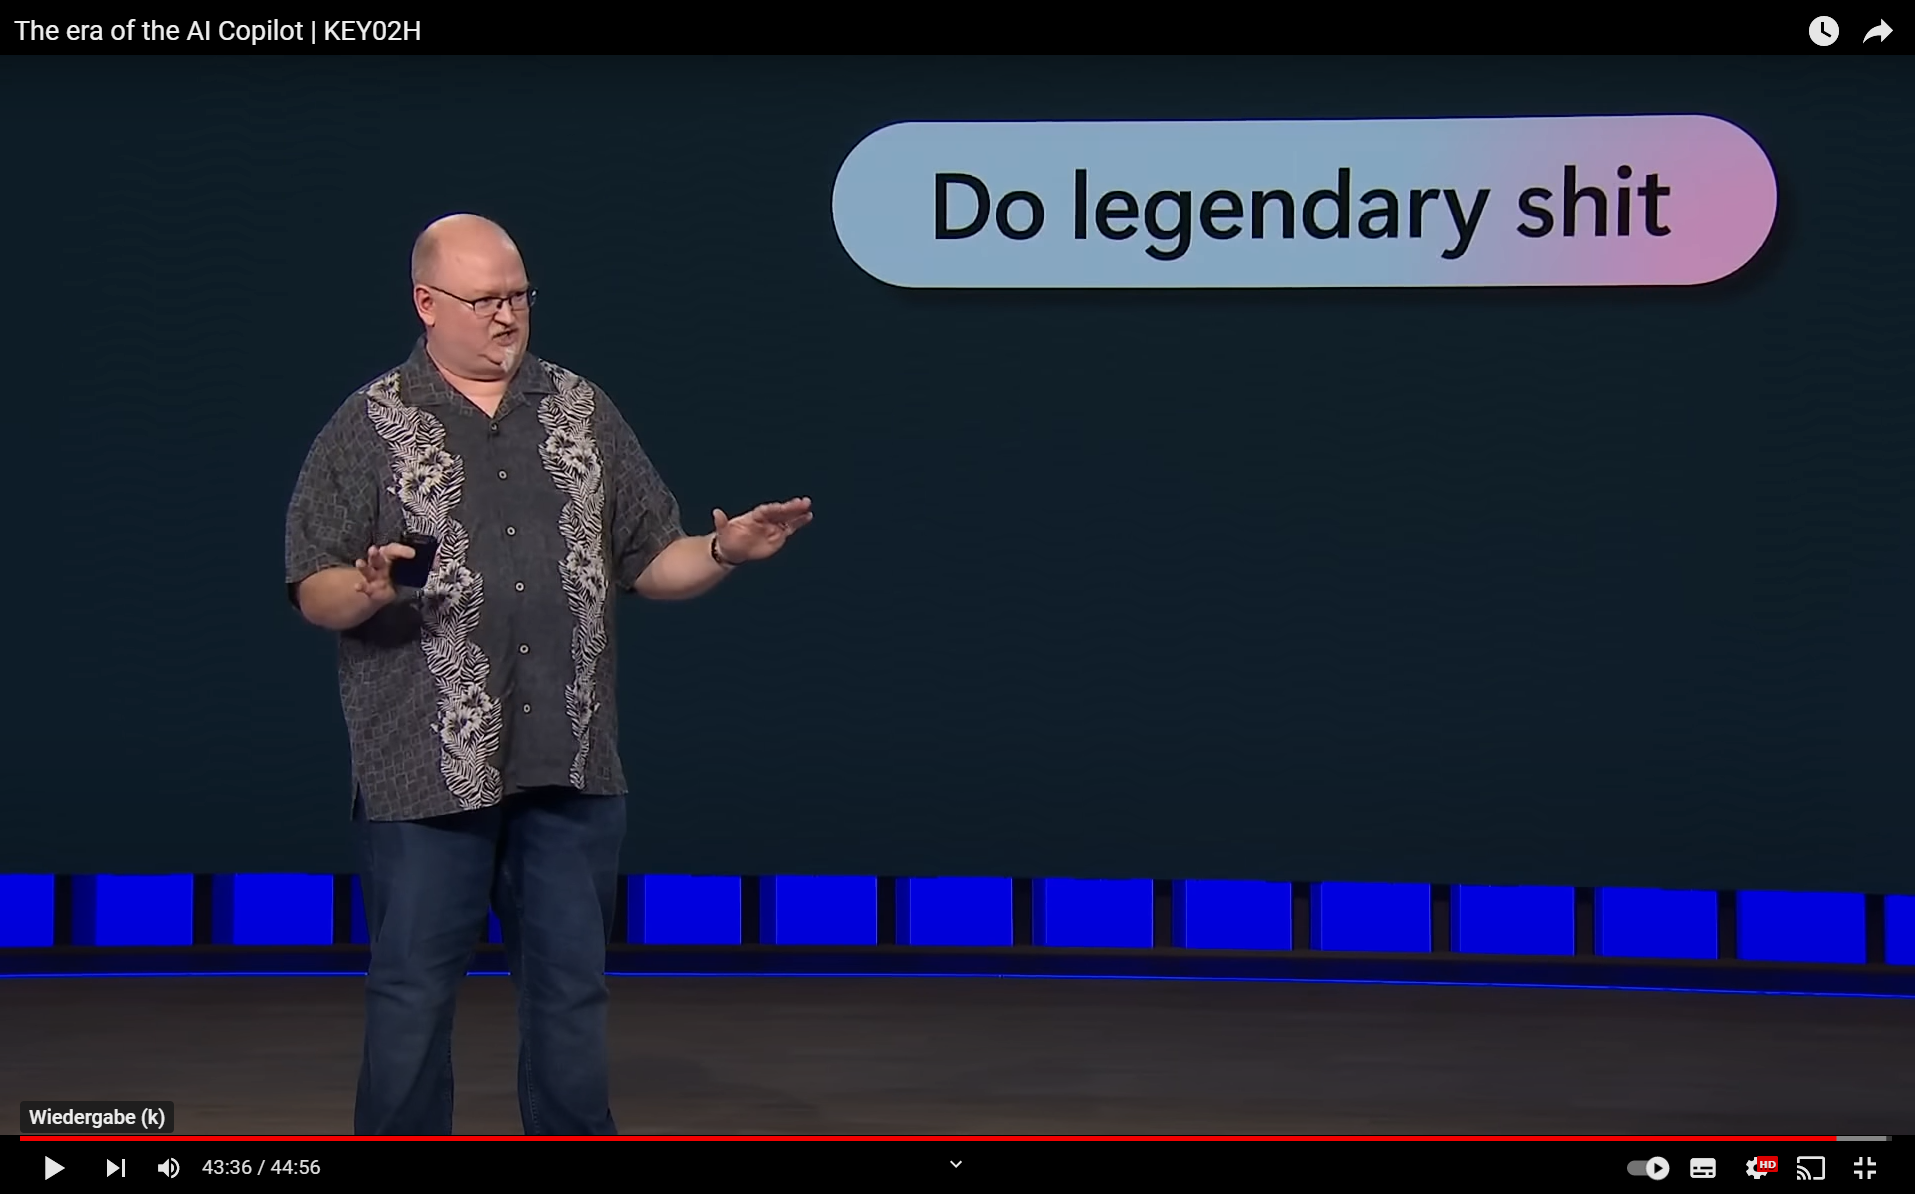 The era of the AI Copilot | KEY02H
Do legendary shit
Wiedergabe (k)
43:36 / 44:56
HD